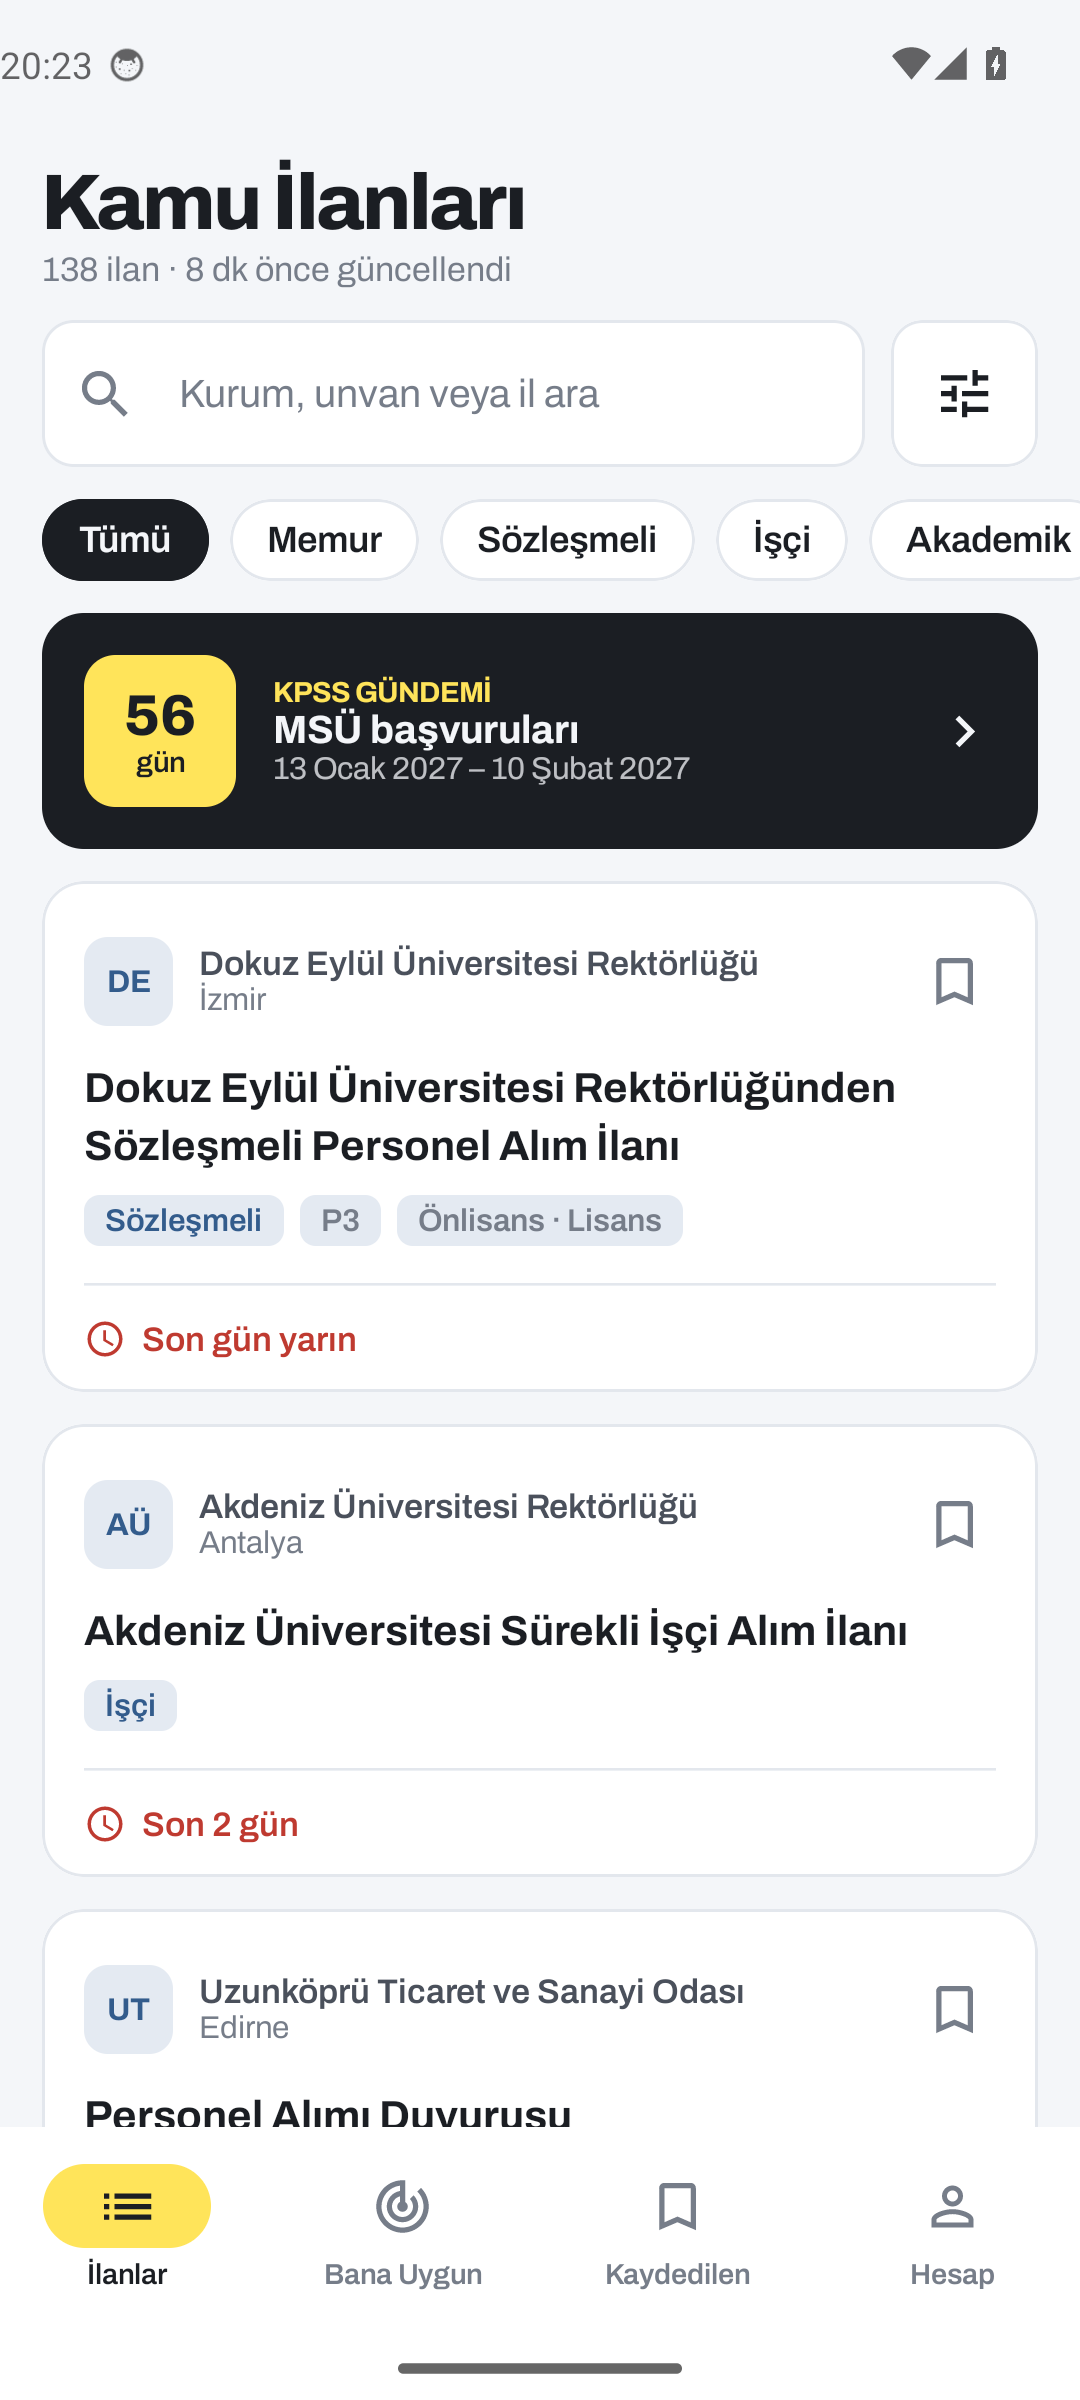 20:23
Kamu İlanları
138 ilan · 8 dk önce güncellendi
Kurum, unvan veya il ara
Tümü Memur Sözleşmeli İşçi Akademik
56 gün
KPSS GÜNDEMİ
MSÜ başvuruları
13 Ocak 2027 – 10 Şubat 2027
DE
Dokuz Eylül Üniversitesi Rektörlüğü
İzmir
Dokuz Eylül Üniversitesi Rektörlüğünden
Sözleşmeli Personel Alım İlanı
Sözleşmeli P3 Önlisans · Lisans
Son gün yarın
AÜ
Akdeniz Üniversitesi Rektörlüğü
Antalya
Akdeniz Üniversitesi Sürekli İşçi Alım İlanı
İşçi
Son 2 gün
UT
Uzunköprü Ticaret ve Sanayi Odası
Edirne
Personel Alımı Duyurusu
İlanlar Bana Uygun Kaydedilen Hesap